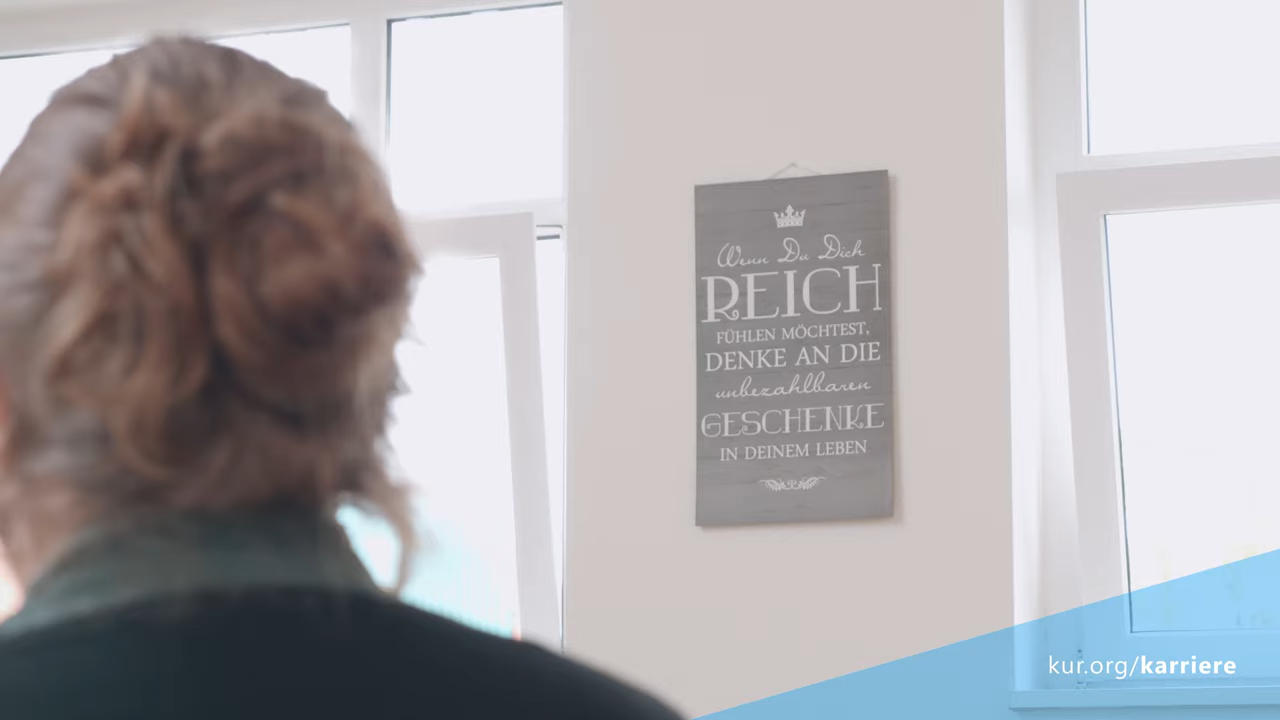 Wenn Du Dich
REICH
FÜHLEN MÖCHTEST,
DENKE AN DIE
unbezahlbaren
GESCHENKE
IN DEINEM LEBEN
kur.org/karriere